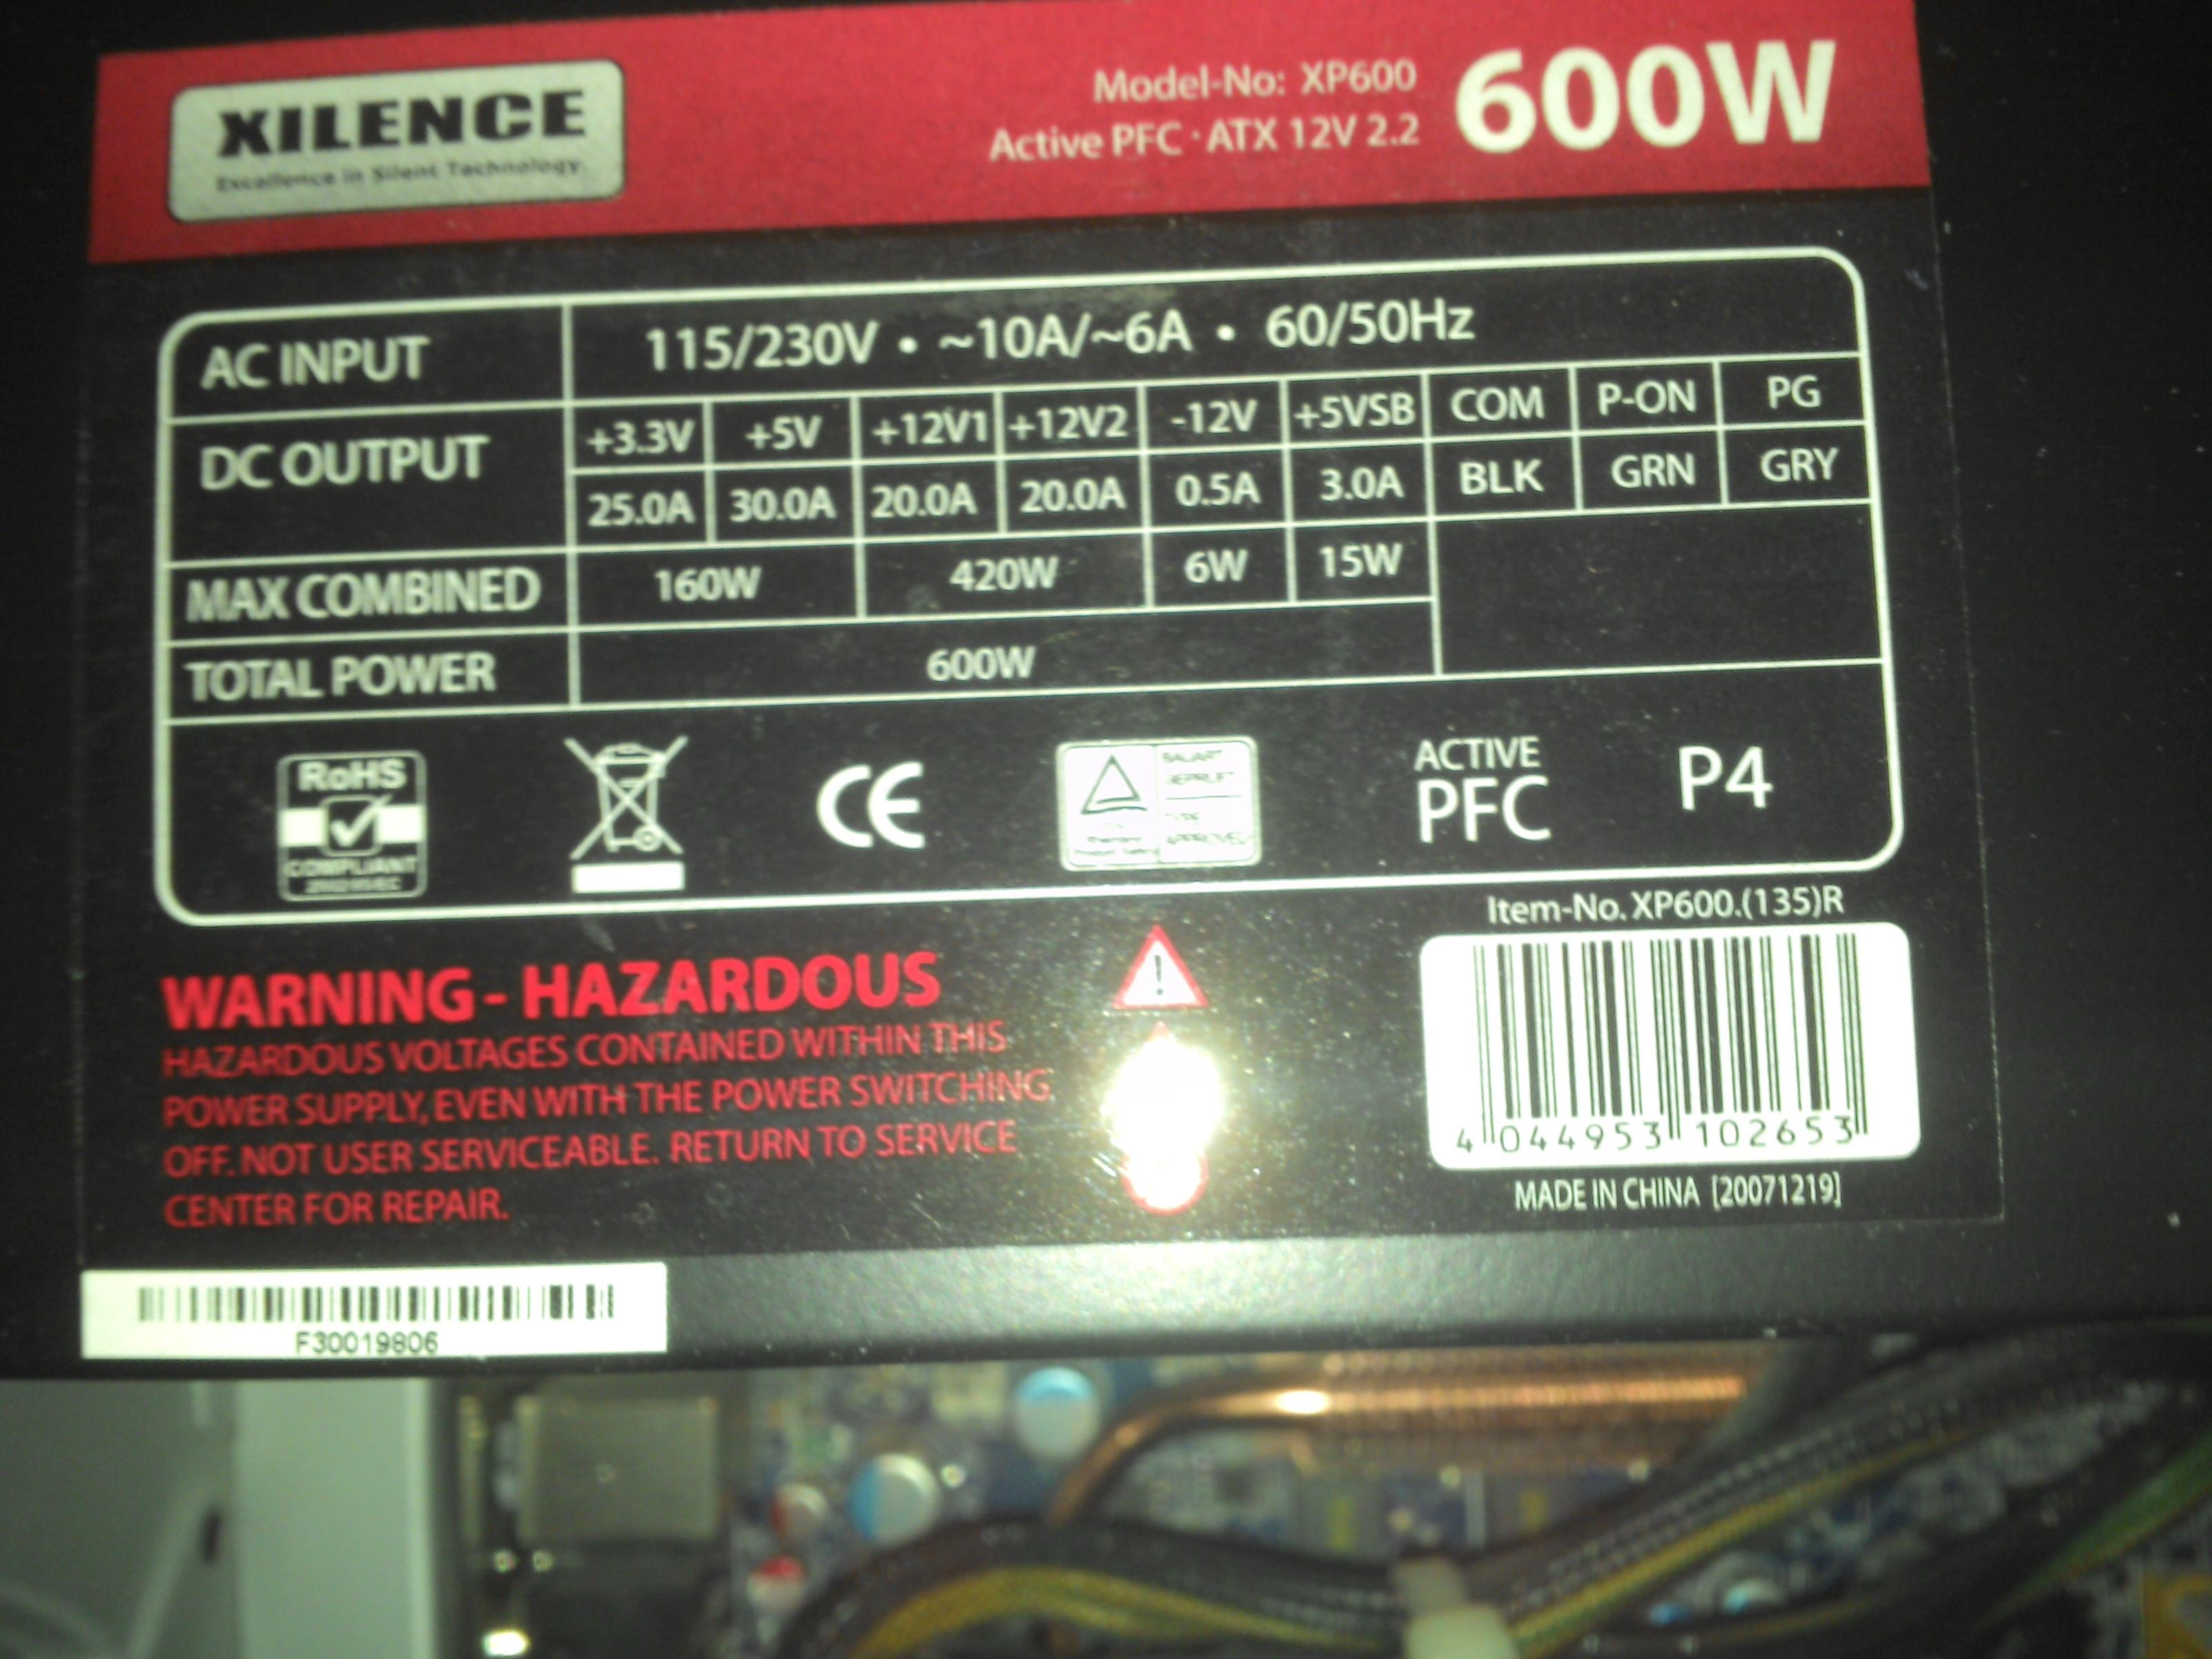 XILENCE
Excellence in Silent Technology
Model-No: XP600
Active PFC · ATX 12V 2.2
600W
AC INPUT 115/230V • ~10A/~6A • 60/50Hz
DC OUTPUT
+3.3V +5V +12V1 +12V2 -12V +5VSB COM P-ON PG
25.0A 30.0A 20.0A 20.0A 0.5A 3.0A BLK GRN GRY
MAX COMBINED 160W 420W 6W 15W
TOTAL POWER 600W
RoHS
COMPLIANT
CE
BAUART
GEPRÜFT
TYPE
APPROVED
ACTIVE
PFC
P4
Item-No. XP600.(135)R
WARNING - HAZARDOUS
HAZARDOUS VOLTAGES CONTAINED WITHIN THIS
POWER SUPPLY, EVEN WITH THE POWER SWITCHING
OFF. NOT USER SERVICEABLE. RETURN TO SERVICE
CENTER FOR REPAIR.
!
4 044953 102653
MADE IN CHINA [20071219]
F30019806